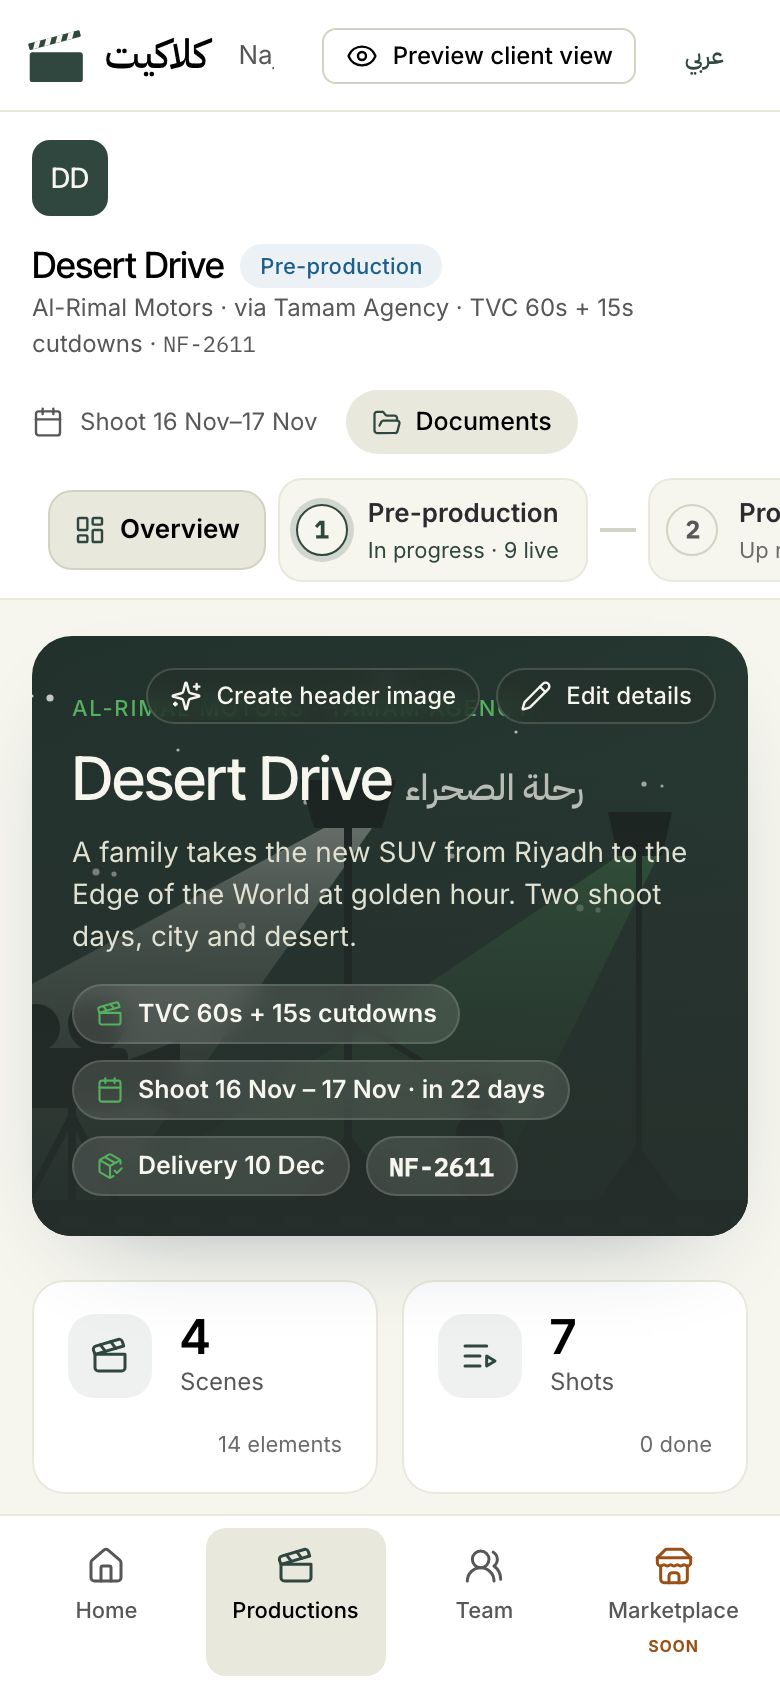 كلاكيت Na
Preview client view
عربي
DD
Desert Drive Pre-production
Al-Rimal Motors · via Tamam Agency · TVC 60s + 15s
cutdowns · NF-2611
Shoot 16 Nov–17 Nov
Documents
Overview
1 Pre-production
In progress · 9 live
2
Create header image
Edit details
Desert Drive رحلة الصحراء
A family takes the new SUV from Riyadh to the
Edge of the World at golden hour. Two shoot
days, city and desert.
TVC 60s + 15s cutdowns
Shoot 16 Nov – 17 Nov · in 22 days
Delivery 10 Dec
NF-2611
4
Scenes
14 elements
7
Shots
0 done
Home
Productions
Team
Marketplace
SOON